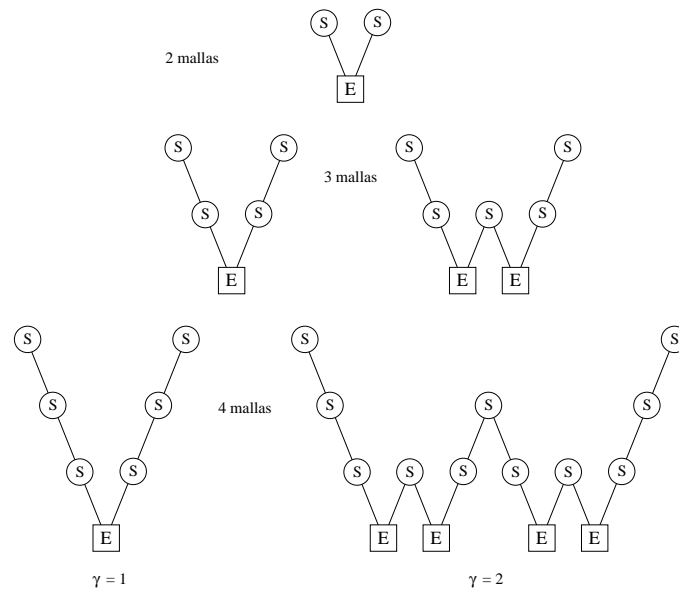 S S
2 mallas
E
S S S S
3 mallas
S S S S S
E E E
S S S S
4 mallas
S S S S
S S S S S S S S
E E E E E
γ = 1 γ = 2